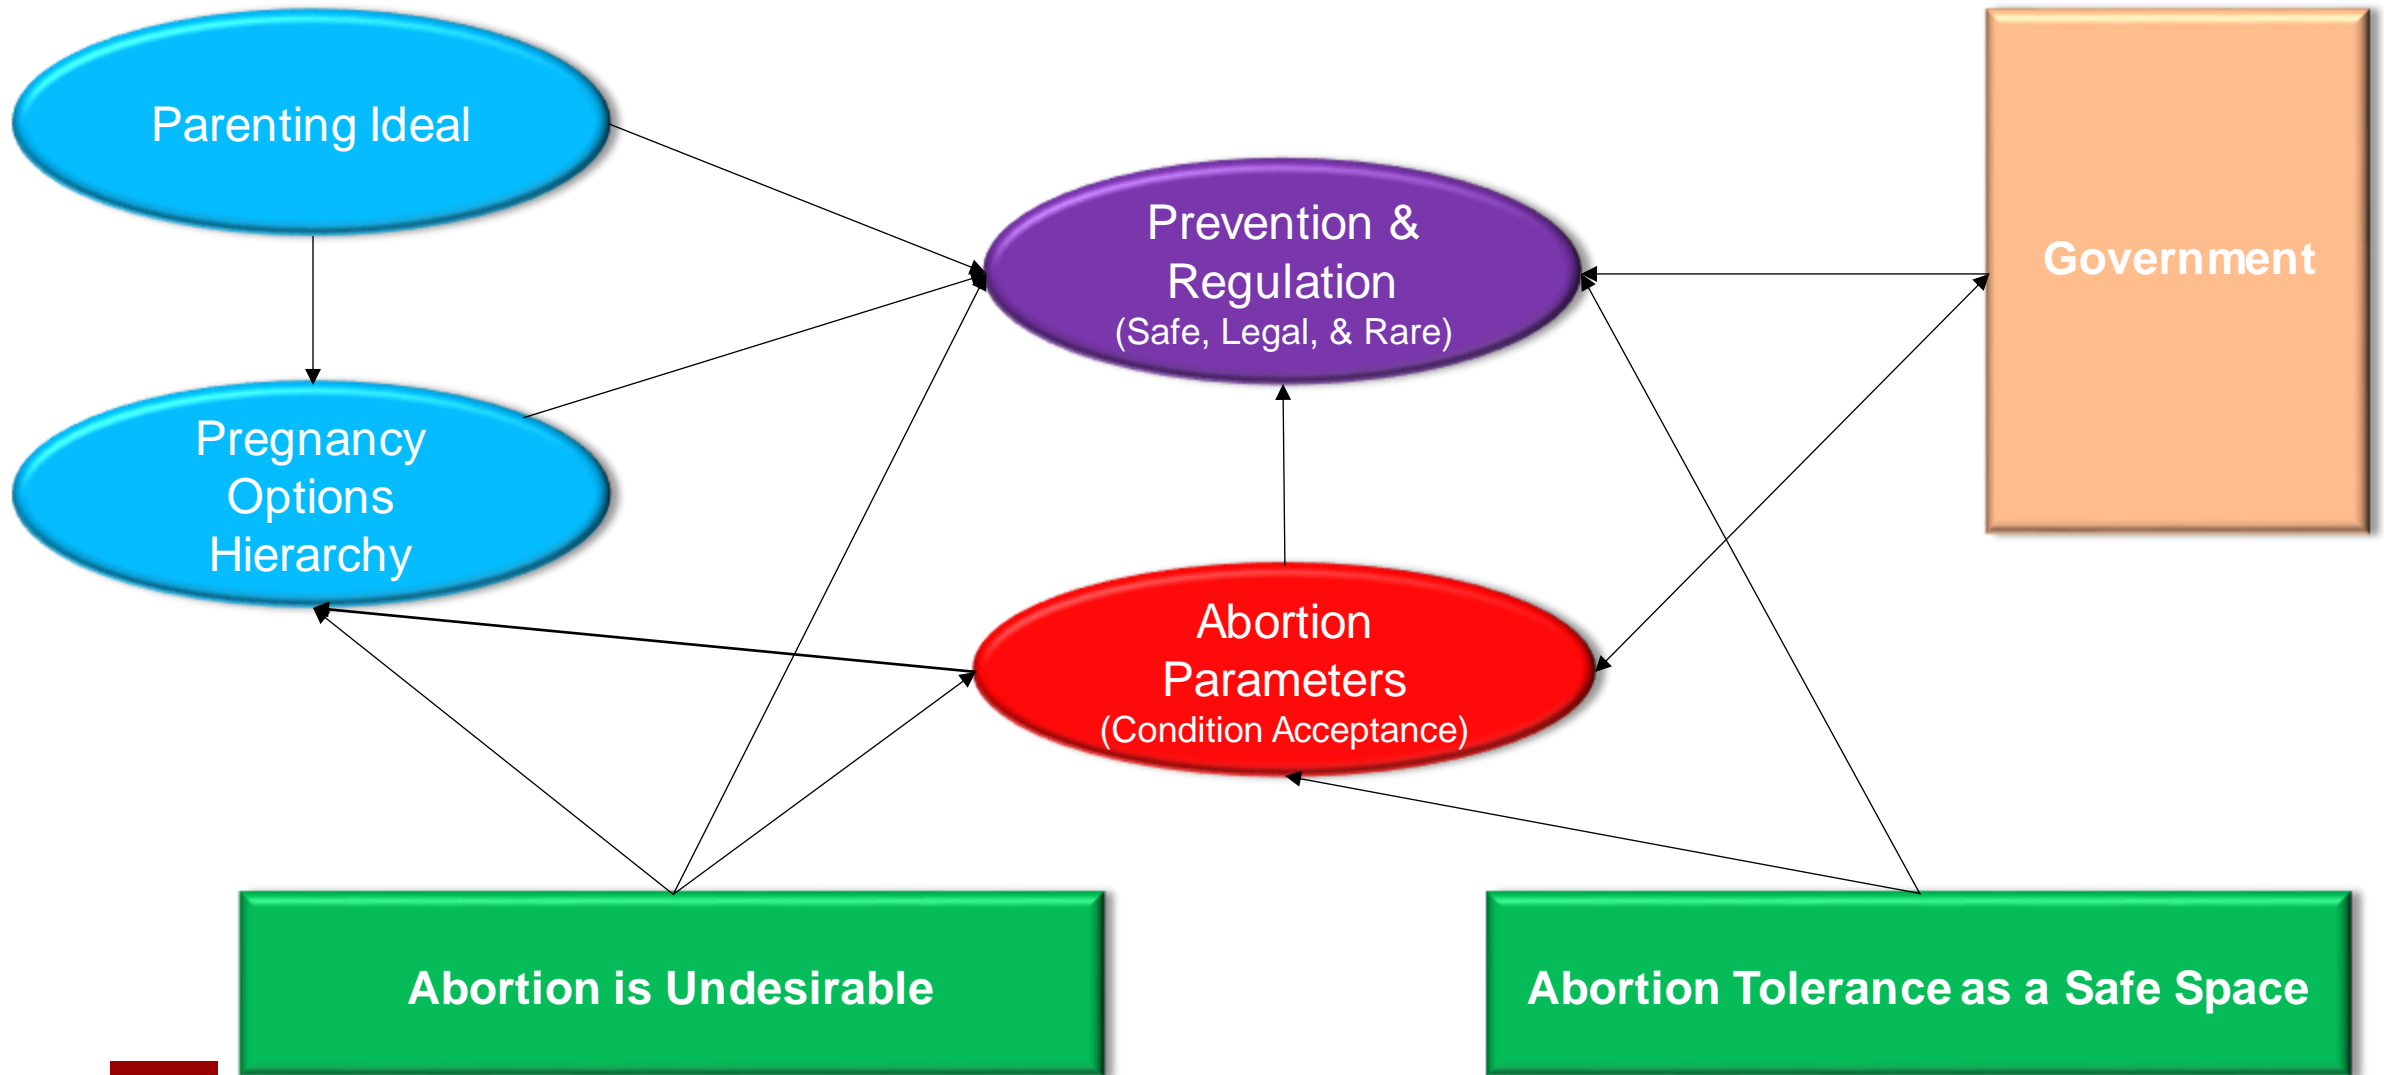 Parenting Ideal
Prevention &
Regulation
(Safe, Legal, & Rare)
Government
Pregnancy
Options
Hierarchy
Abortion
Parameters
(Condition Acceptance)
Abortion is Undesirable
Abortion Tolerance as a Safe Space